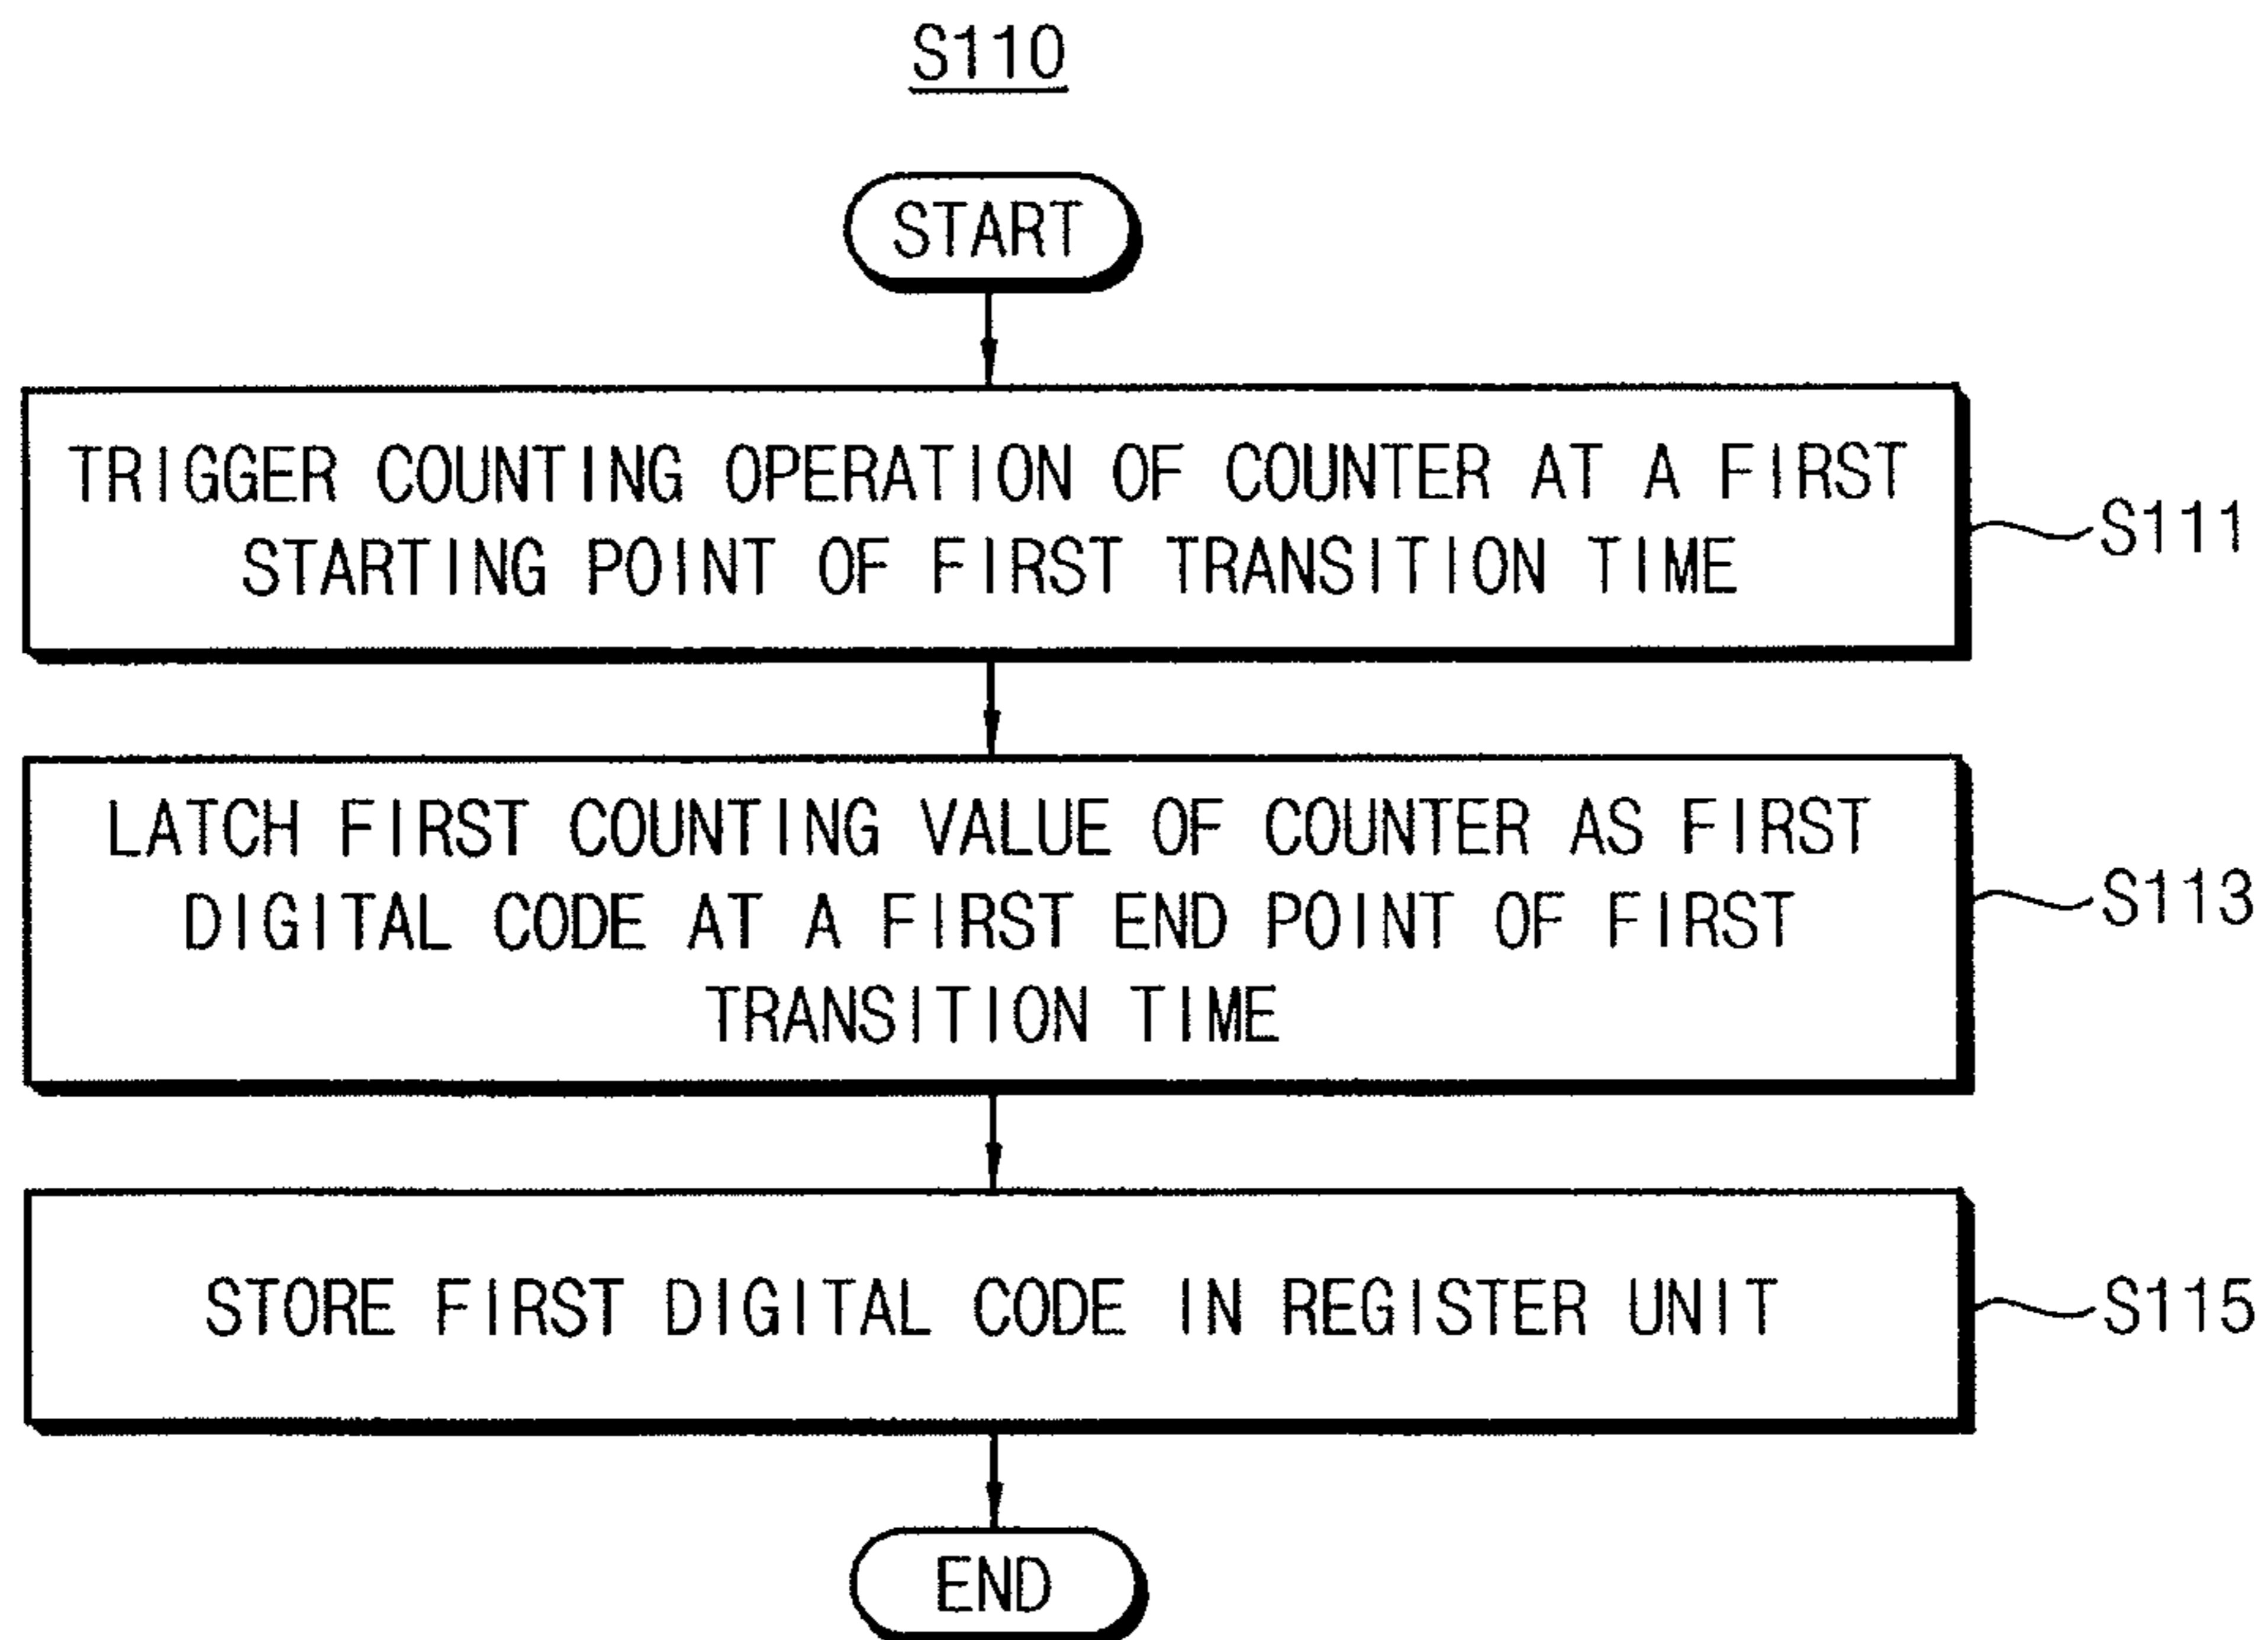 S110
START
TRIGGER COUNTING OPERATION OF COUNTER AT A FIRST
STARTING POINT OF FIRST TRANSITION TIME
S111
LATCH FIRST COUNTING VALUE OF COUNTER AS FIRST
DIGITAL CODE AT A FIRST END POINT OF FIRST
TRANSITION TIME
S113
STORE FIRST DIGITAL CODE IN REGISTER UNIT
S115
END